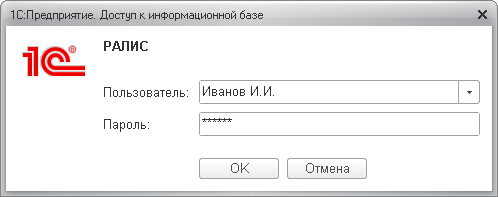 1С:Предприятие. Доступ к информационной базе
1С®
РАЛИС
Пользователь: Иванов И.И.
Пароль: ******
OK Отмена